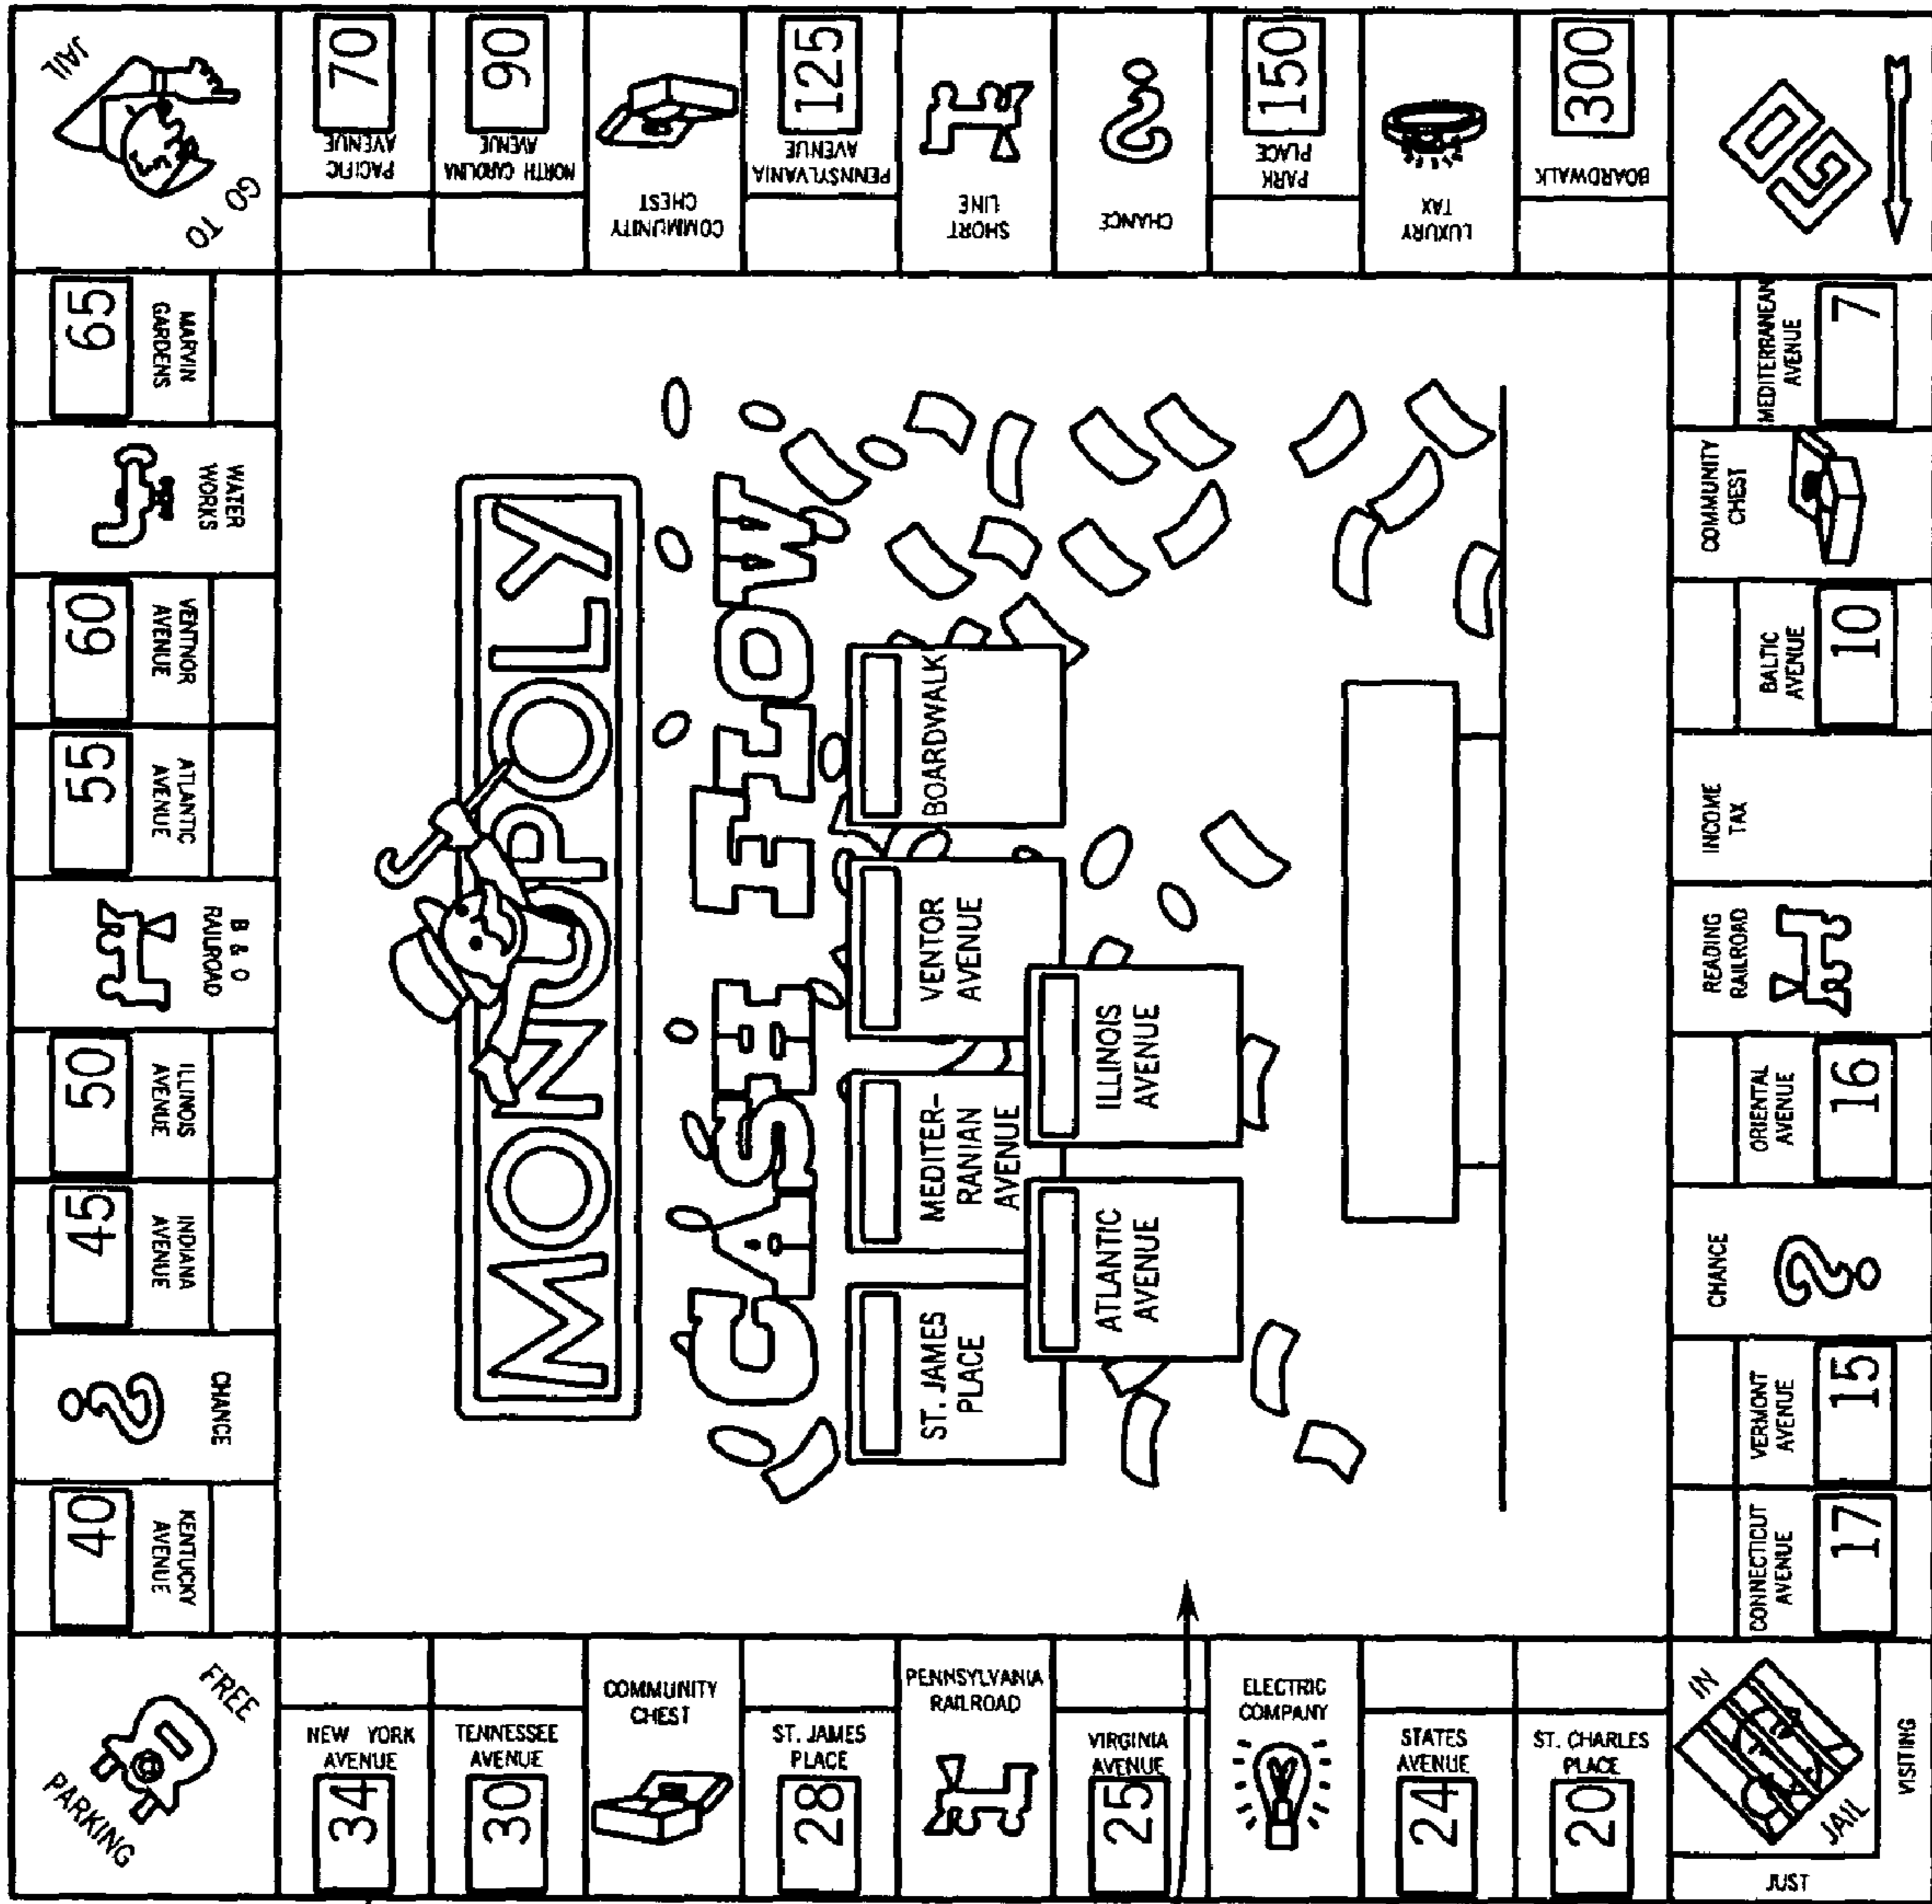 GO TO
JAIL
70
PACIFIC
AVENUE
90
NORTH CAROLINA
AVENUE
COMMUNITY
CHEST
125
PENNSYLVANIA
AVENUE
SHORT
LINE
CHANCE
150
PARK
PLACE
LUXURY
TAX
300
BOARDWALK
GO
MEDITERRANEAN
AVENUE
7
COMMUNITY
CHEST
BALTIC
AVENUE
10
INCOME
TAX
READING
RAILROAD
ORIENTAL
AVENUE
16
CHANCE
VERMONT
AVENUE
15
CONNECTICUT
AVENUE
17
IN
JAIL
JUST
VISITING
ST. CHARLES
PLACE
20
STATES
AVENUE
24
ELECTRIC
COMPANY
VIRGINIA
AVENUE
25
PENNSYLVANIA
RAILROAD
ST. JAMES
PLACE
28
COMMUNITY
CHEST
TENNESSEE
AVENUE
30
NEW YORK
AVENUE
34
FREE
PARKING
KENTUCKY
AVENUE
40
CHANCE
INDIANA
AVENUE
45
ILLINOIS
AVENUE
50
B & O
RAILROAD
ATLANTIC
AVENUE
55
VENTNOR
AVENUE
60
WATER
WORKS
MARVIN
GARDENS
65
MONOPOLY
CASH FLOW
ST. JAMES
PLACE
MEDITER-
RANIAN
AVENUE
VENTOR
AVENUE
BOARDWALK
ATLANTIC
AVENUE
ILLINOIS
AVENUE